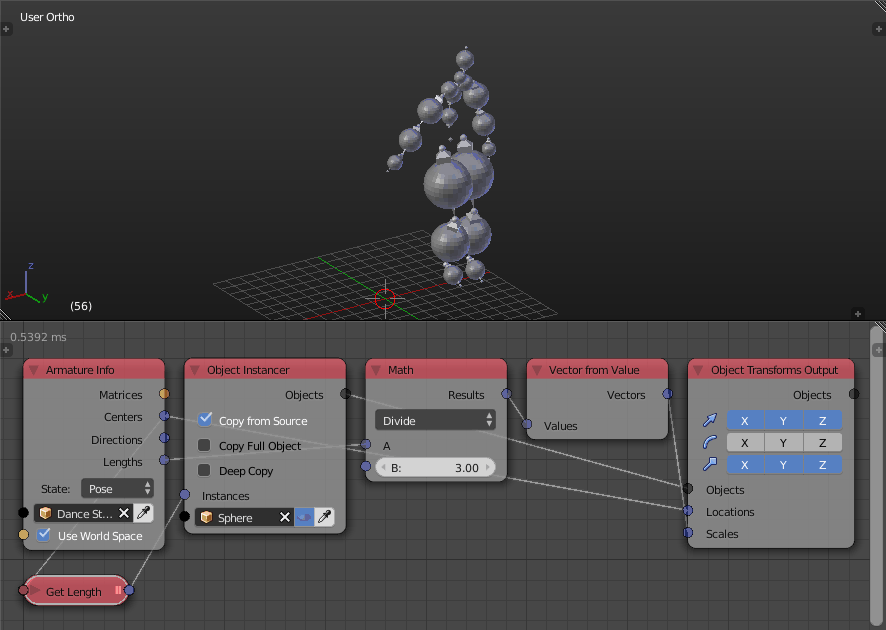 User Ortho
z
x
y
(56)
0.5392 ms
Armature Info
Matrices
Centers
Directions
Lengths
State:
Pose
Dance St...
Use World Space
Get Length
Object Instancer
Objects
Copy from Source
Copy Full Object
Deep Copy
Instances
Sphere
Math
Results
Divide
A
B: 3.00
Vector from Value
Vectors
Values
Object Transforms Output
Objects
X Y Z
X Y Z
X Y Z
Objects
Locations
Scales